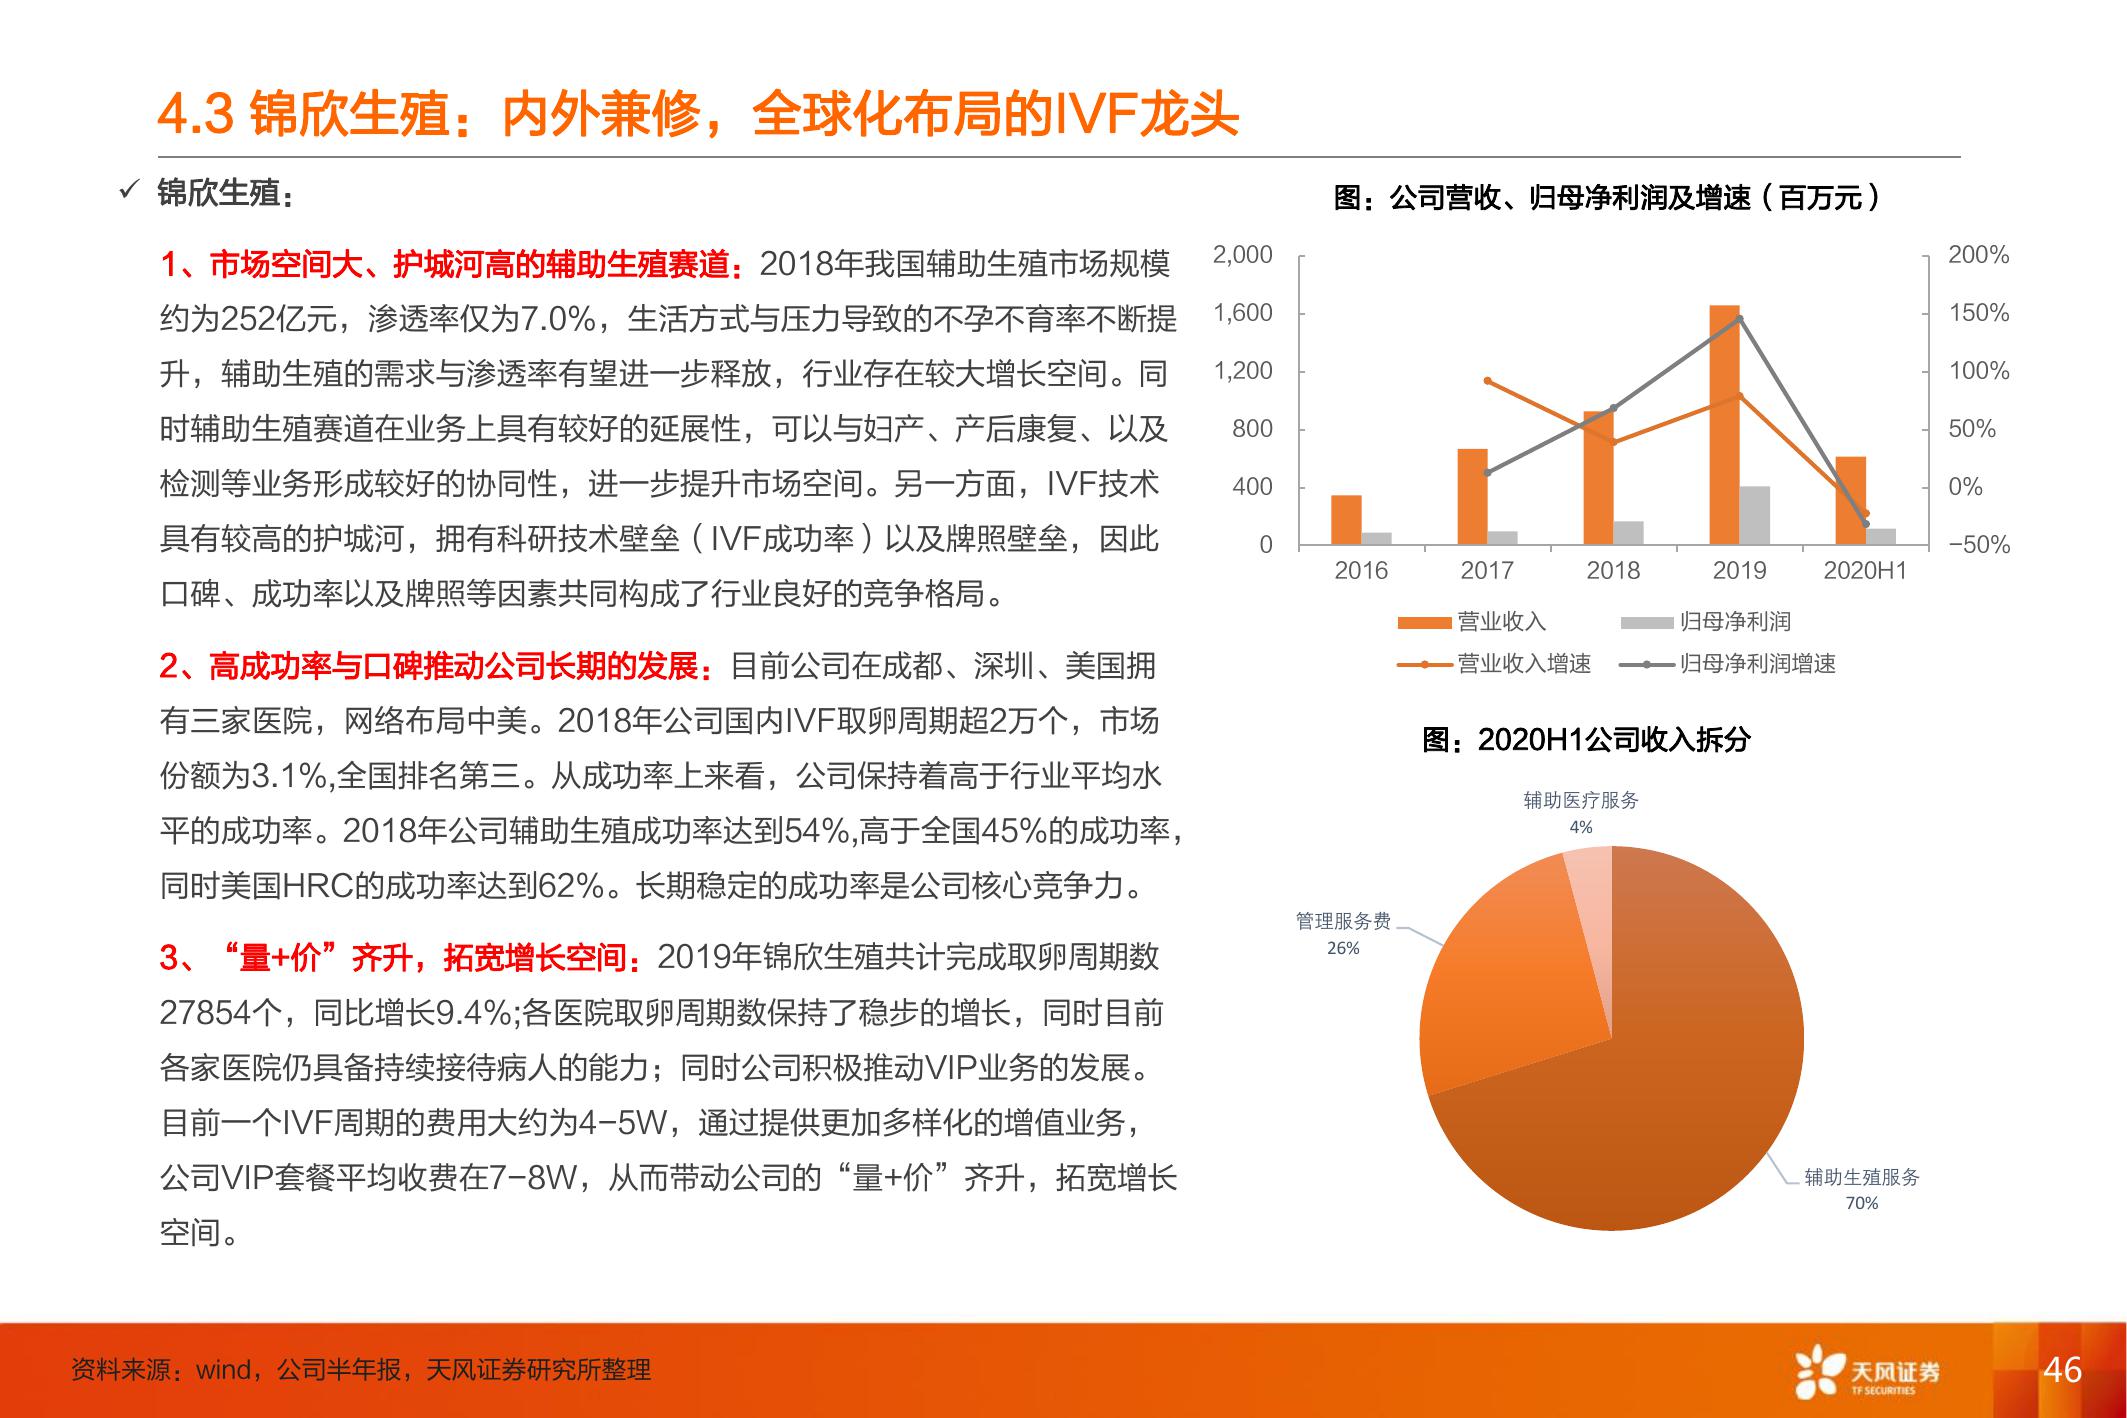 4.3 锦欣生殖：内外兼修，全球化布局的IVF龙头
✓ 锦欣生殖：
1、市场空间大、护城河高的辅助生殖赛道：2018年我国辅助生殖市场规模
约为252亿元，渗透率仅为7.0%，生活方式与压力导致的不孕不育率不断提
升，辅助生殖的需求与渗透率有望进一步释放，行业存在较大增长空间。同
时辅助生殖赛道在业务上具有较好的延展性，可以与妇产、产后康复、以及
检测等业务形成较好的协同性，进一步提升市场空间。另一方面，IVF技术
具有较高的护城河，拥有科研技术壁垒（IVF成功率）以及牌照壁垒，因此
口碑、成功率以及牌照等因素共同构成了行业良好的竞争格局。
2、高成功率与口碑推动公司长期的发展：目前公司在成都、深圳、美国拥
有三家医院，网络布局中美。2018年公司国内IVF取卵周期超2万个，市场
份额为3.1%,全国排名第三。从成功率上来看，公司保持着高于行业平均水
平的成功率。2018年公司辅助生殖成功率达到54%,高于全国45%的成功率，
同时美国HRC的成功率达到62%。长期稳定的成功率是公司核心竞争力。
3、“量+价”齐升，拓宽增长空间：2019年锦欣生殖共计完成取卵周期数
27854个，同比增长9.4%;各医院取卵周期数保持了稳步的增长，同时目前
各家医院仍具备持续接待病人的能力；同时公司积极推动VIP业务的发展。
目前一个IVF周期的费用大约为4-5W，通过提供更加多样化的增值业务，
公司VIP套餐平均收费在7-8W，从而带动公司的“量+价”齐升，拓宽增长
空间。
图：公司营收、归母净利润及增速（百万元）
2,000
1,600
1,200
800
400
0
200%
150%
100%
50%
0%
-50%
2016 2017 2018 2019 2020H1
营业收入 归母净利润
营业收入增速 归母净利润增速
图：2020H1公司收入拆分
辅助医疗服务
4%
管理服务费
26%
辅助生殖服务
70%
资料来源：wind，公司半年报，天风证券研究所整理
天风证券
TF SECURITIES
46